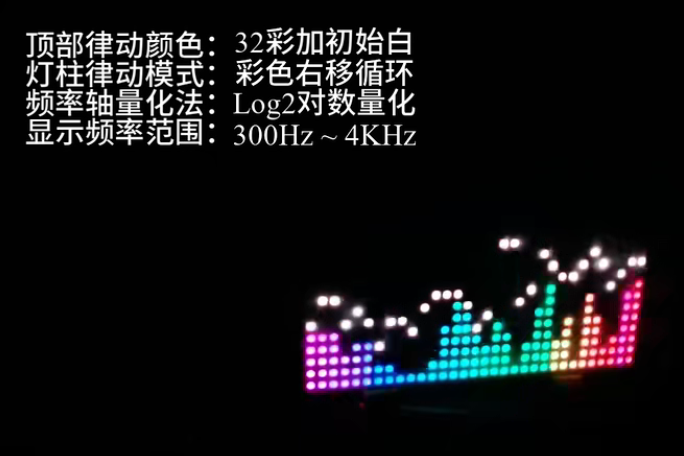 顶部律动颜色：32彩加初始白
灯柱律动模式：彩色右移循环
频率轴量化法：Log2对数量化
显示频率范围：300Hz ~ 4KHz